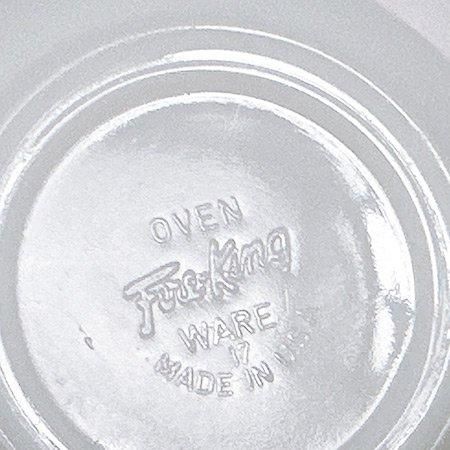 OVEN
Fire-King
WARE
17
MADE IN U.S.A.